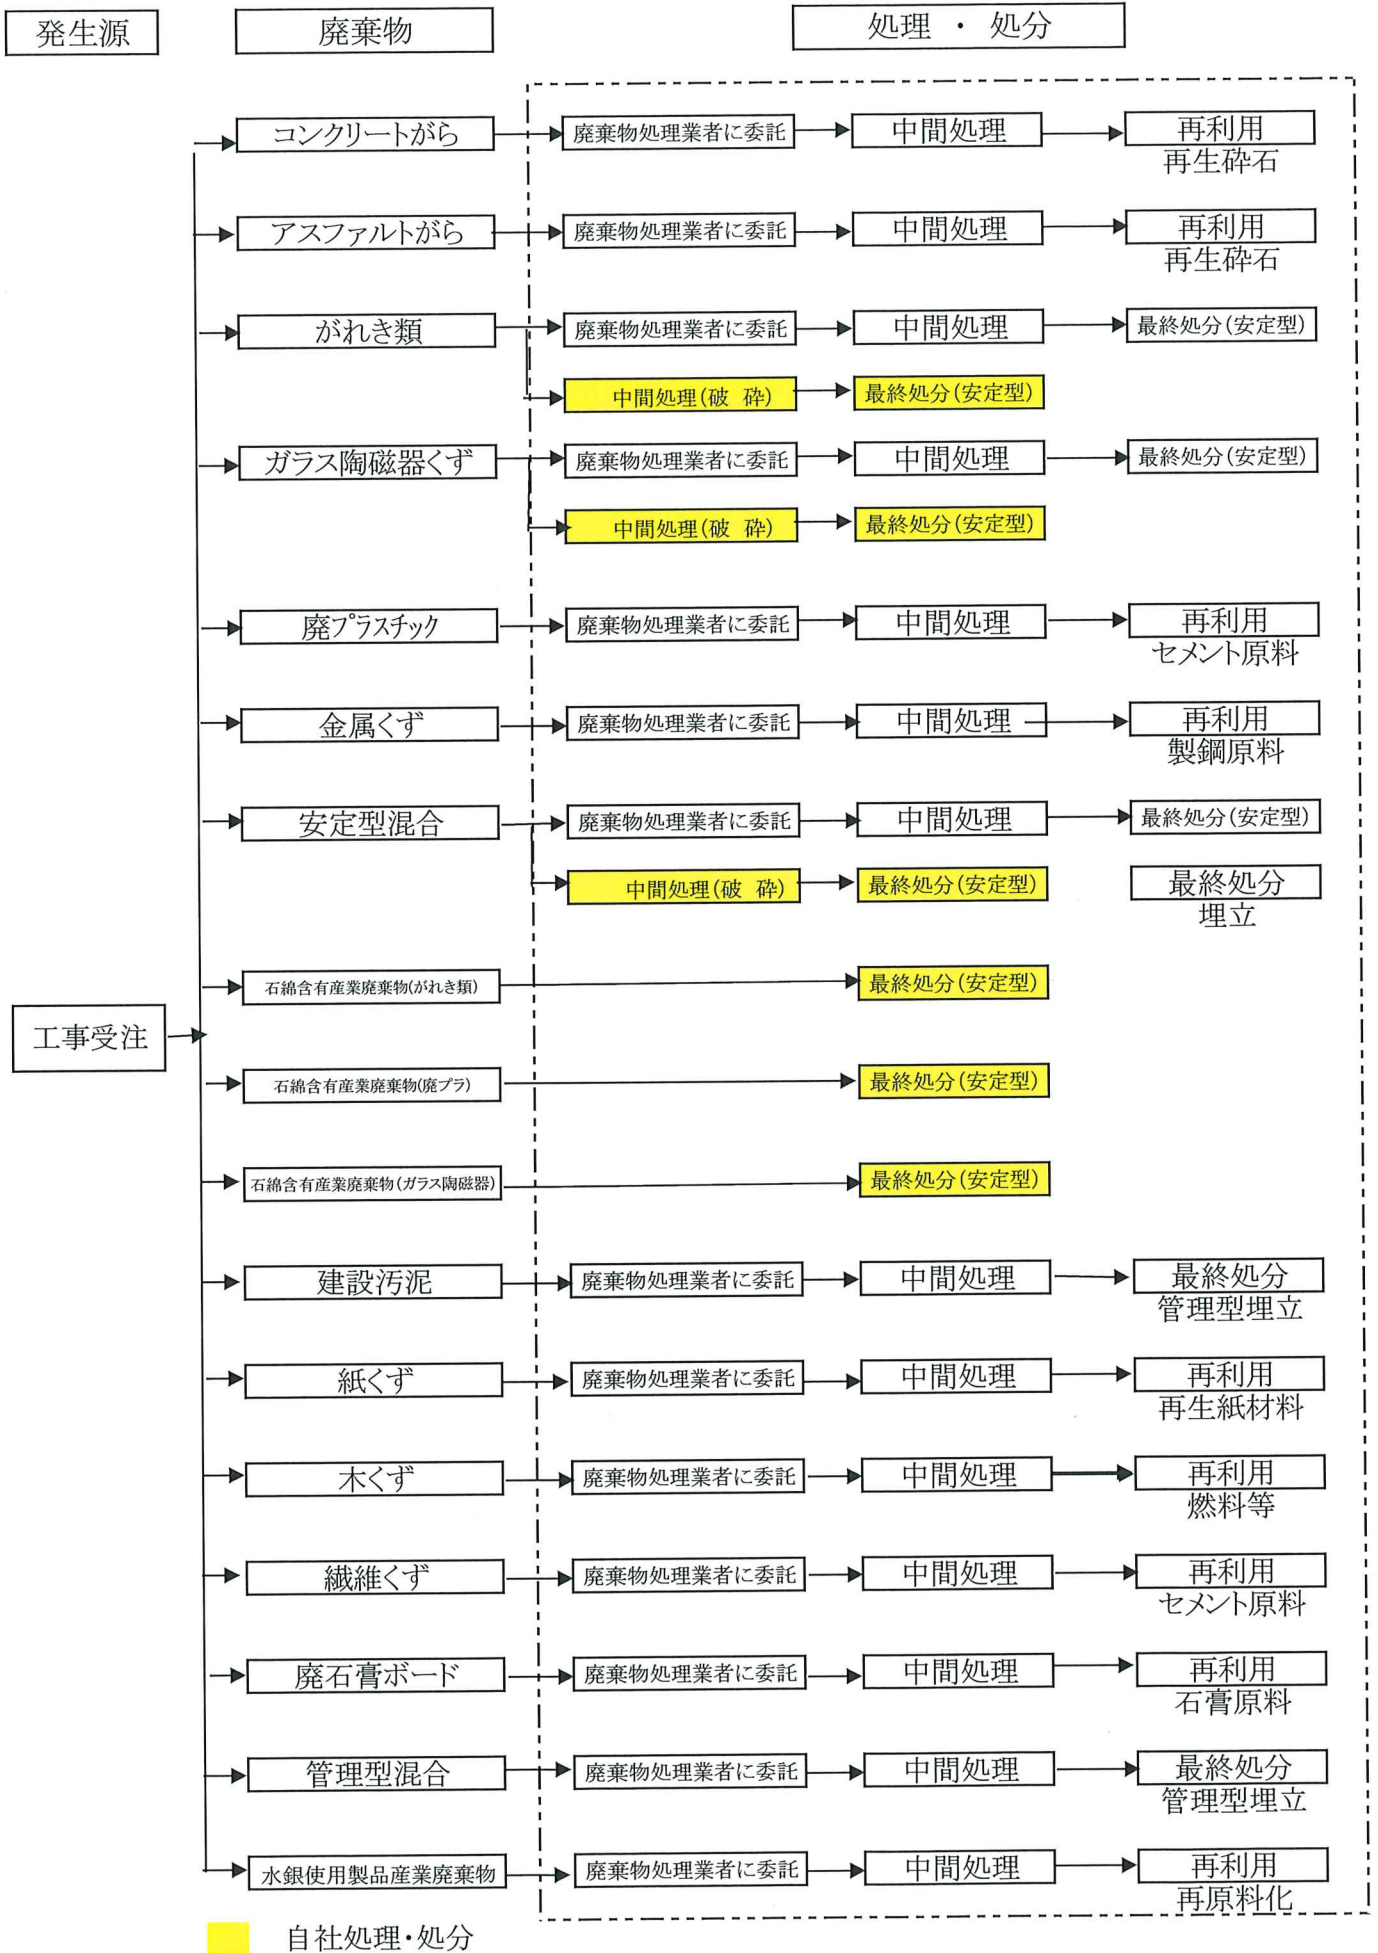 発生源
廃棄物
処理 ・ 処分
コンクリートがら
廃棄物処理業者に委託
中間処理
再利用
再生砕石
アスファルトがら
廃棄物処理業者に委託
中間処理
再利用
再生砕石
がれき類
廃棄物処理業者に委託
中間処理
最終処分(安定型)
中間処理(破 砕)
最終処分(安定型)
ガラス陶磁器くず
廃棄物処理業者に委託
中間処理
最終処分(安定型)
中間処理(破 砕)
最終処分(安定型)
廃プラスチック
廃棄物処理業者に委託
中間処理
再利用
セメント原料
金属くず
廃棄物処理業者に委託
中間処理
再利用
製鋼原料
安定型混合
廃棄物処理業者に委託
中間処理
最終処分(安定型)
中間処理(破 砕)
最終処分(安定型)
最終処分
埋立
石綿含有産業廃棄物(がれき類)
最終処分(安定型)
工事受注
石綿含有産業廃棄物(廃プラ)
最終処分(安定型)
石綿含有産業廃棄物(ガラス陶磁器)
最終処分(安定型)
建設汚泥
廃棄物処理業者に委託
中間処理
最終処分
管理型埋立
紙くず
廃棄物処理業者に委託
中間処理
再利用
再生紙材料
木くず
廃棄物処理業者に委託
中間処理
再利用
燃料等
繊維くず
廃棄物処理業者に委託
中間処理
再利用
セメント原料
廃石膏ボード
廃棄物処理業者に委託
中間処理
再利用
石膏原料
管理型混合
廃棄物処理業者に委託
中間処理
最終処分
管理型埋立
水銀使用製品産業廃棄物
廃棄物処理業者に委託
中間処理
再利用
再原料化
自社処理・処分